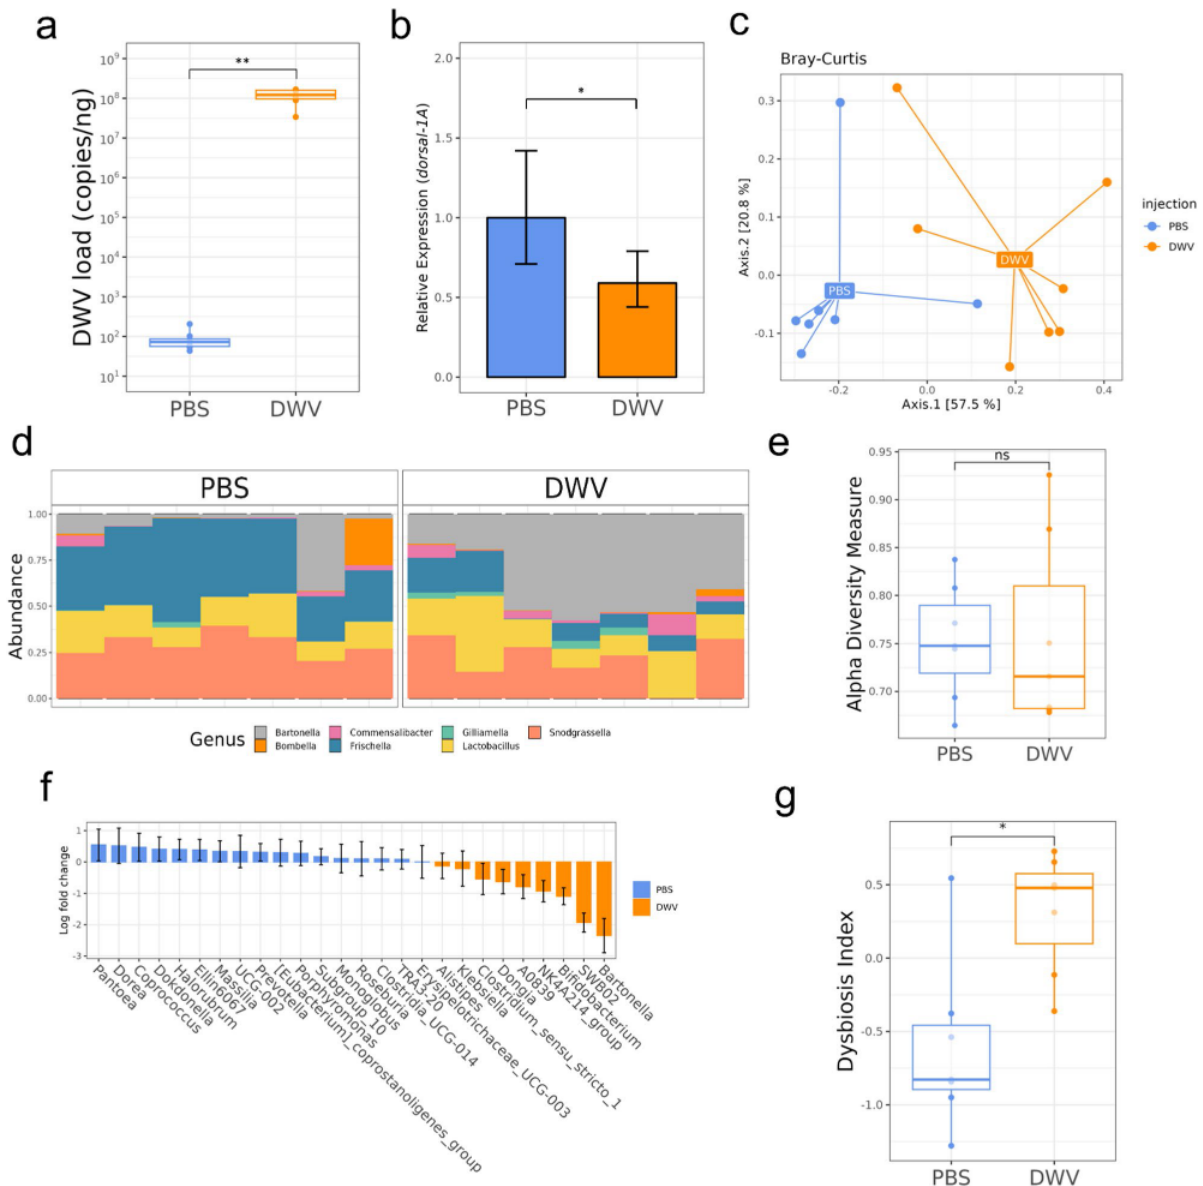 a
DWV load (copies/ng)
10⁹
10⁸
10⁷
10⁶
10⁵
10⁴
10³
10²
10¹
**
PBS DWV
b
Relative Expression (dorsal-1A)
2.0
1.5
1.0
0.5
0.0
*
PBS DWV
c
Bray-Curtis
Axis.2 [20.8 %]
0.3
0.2
0.1
0.0
-0.1
PBS
DWV
-0.2 0.0 0.2 0.4
Axis.1 [57.5 %]
injection
PBS
DWV
d
PBS DWV
Abundance
1.00
0.75
0.50
0.25
0.00
Genus
Bartonella Commensalibacter Gilliamella Snodgrassella
Bombella Frischella Lactobacillus
e
Alpha Diversity Measure
0.95
0.90
0.85
0.80
0.75
0.70
ns
PBS DWV
f
Log fold change
1
0
-1
-2
-3
Pantoea
Dorea
Coprococcus
Dokdonella
Halorubrum
Ellin6067
Massilia
UCG-002
Prevotella
[Eubacterium]_coprostanoligenes_group
Porphyromonas
Subgroup_10
Monoglobus
Roseburia
Clostridia_UCG-014
TRA3-20
Erysipelotrichaceae_UCG-003
Alistipes
Klebsiella
Clostridium_sensu_stricto_1
Dongia
A0839
NK4A214_group
Bifidobacterium
SWB02
Bartonella
PBS
DWV
g
Dysbiosis Index
0.5
0.0
-0.5
-1.0
*
PBS DWV